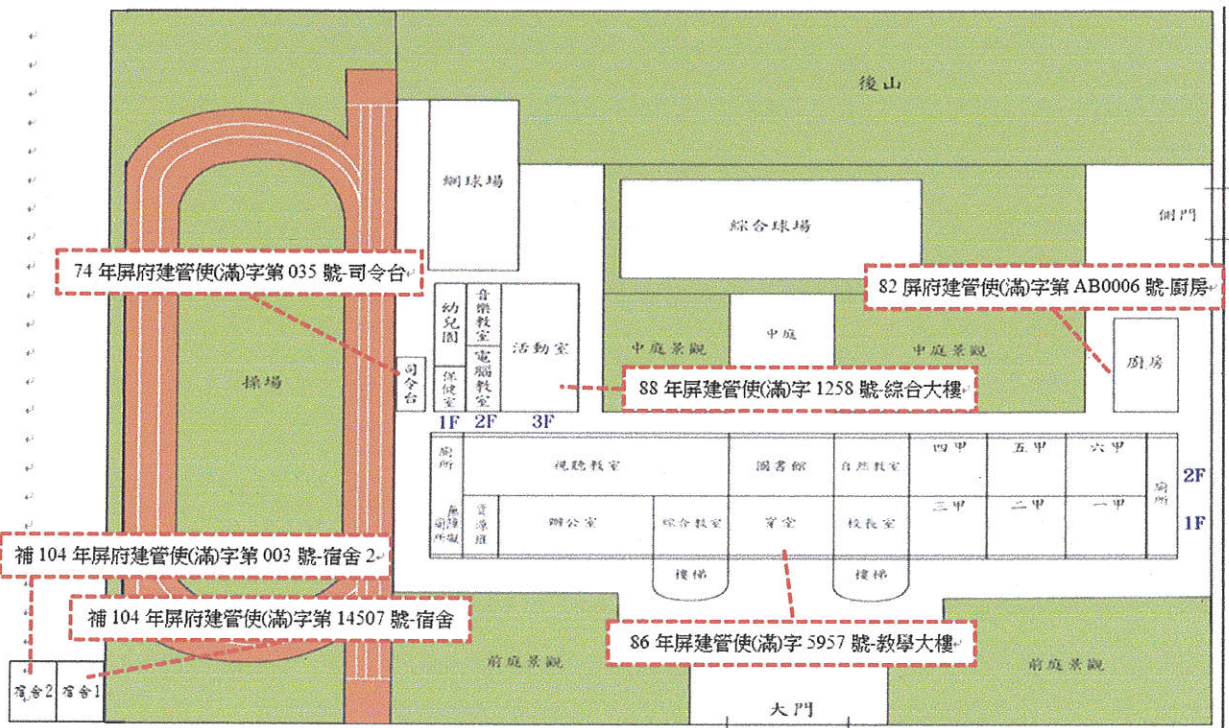 後山
網球場
綜合球場
側門
74 年屏府建管使(滿)字第 035 號-司令台
82 屏府建管使(滿)字第 AB0006 號-廚房
幼兒園
音樂教室
活動室
中庭景觀
中庭
中庭景觀
廚房
操場
司令台
保健室
電腦教室
88 年屏建管使(滿)字 1258 號-綜合大樓
1F 2F 3F
廁所
視聽教室
圖書館
自然教室
四甲
五甲
六甲
廁所
2F
無障礙廁所
資源班
辦公室
綜合教室
穿堂
校長室
三甲
二甲
一甲
1F
補 104 年屏府建管使(滿)字第 003 號-宿舍 2
樓梯
樓梯
補 104 年屏府建管使(滿)字第 14507 號-宿舍
86 年屏建管使(滿)字 5957 號-教學大樓
前庭景觀
前庭景觀
宿舍2
宿舍1
大門